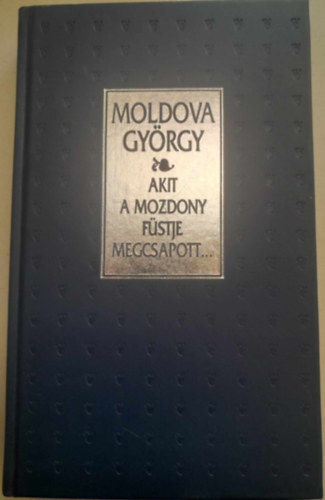 MOLDOVA
GYÖRGY
AKIT
A MOZDONY
FÜSTJE
MEGCSAPOTT...